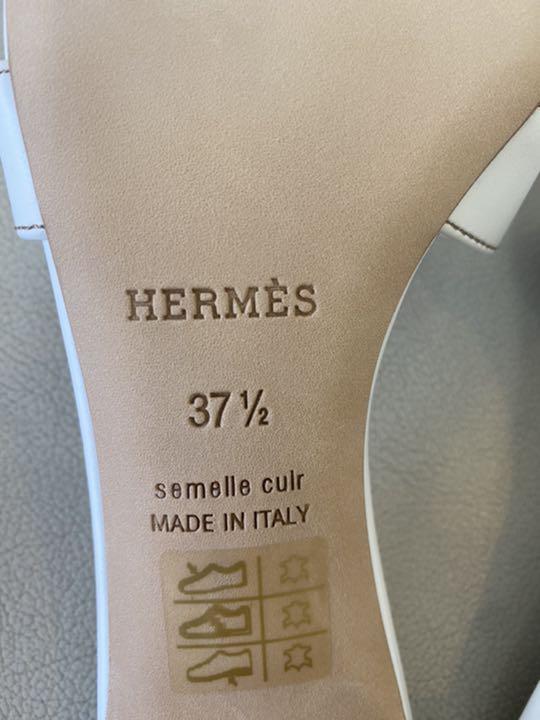 HERMÈS
37 ½
semelle cuir
MADE IN ITALY